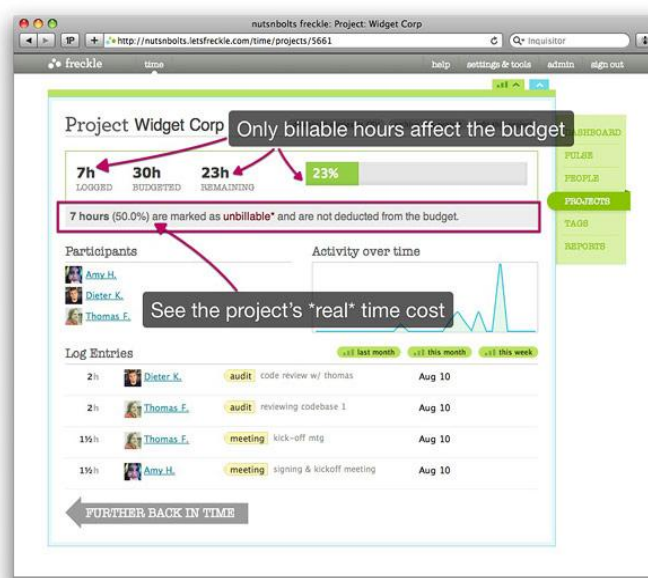 nutsnbolts freckle: Project: Widget Corp
1P + http://nutsnbolts.letsfreckle.com/time/projects/5661 Inquisitor
freckle time help settings & tools admin sign out
Project Widget Corp
Only billable hours affect the budget
7h 30h 23h 23%
LOGGED BUDGETED REMAINING
7 hours (50.0%) are marked as unbillable* and are not deducted from the budget.
DASHBOARD
PULSE
PEOPLE
PROJECTS
TAGS
REPORTS
Participants
Amy H.
Dieter K.
Thomas F.
Activity over time
See the project's *real* time cost
Log Entries last month this month this week
2h Dieter K. audit code review w/ thomas Aug 10
2h Thomas F. audit reviewing codebase 1 Aug 10
1½h Thomas F. meeting kick-off mtg Aug 10
1½h Amy H. meeting signing & kickoff meeting Aug 10
FURTHER BACK IN TIME